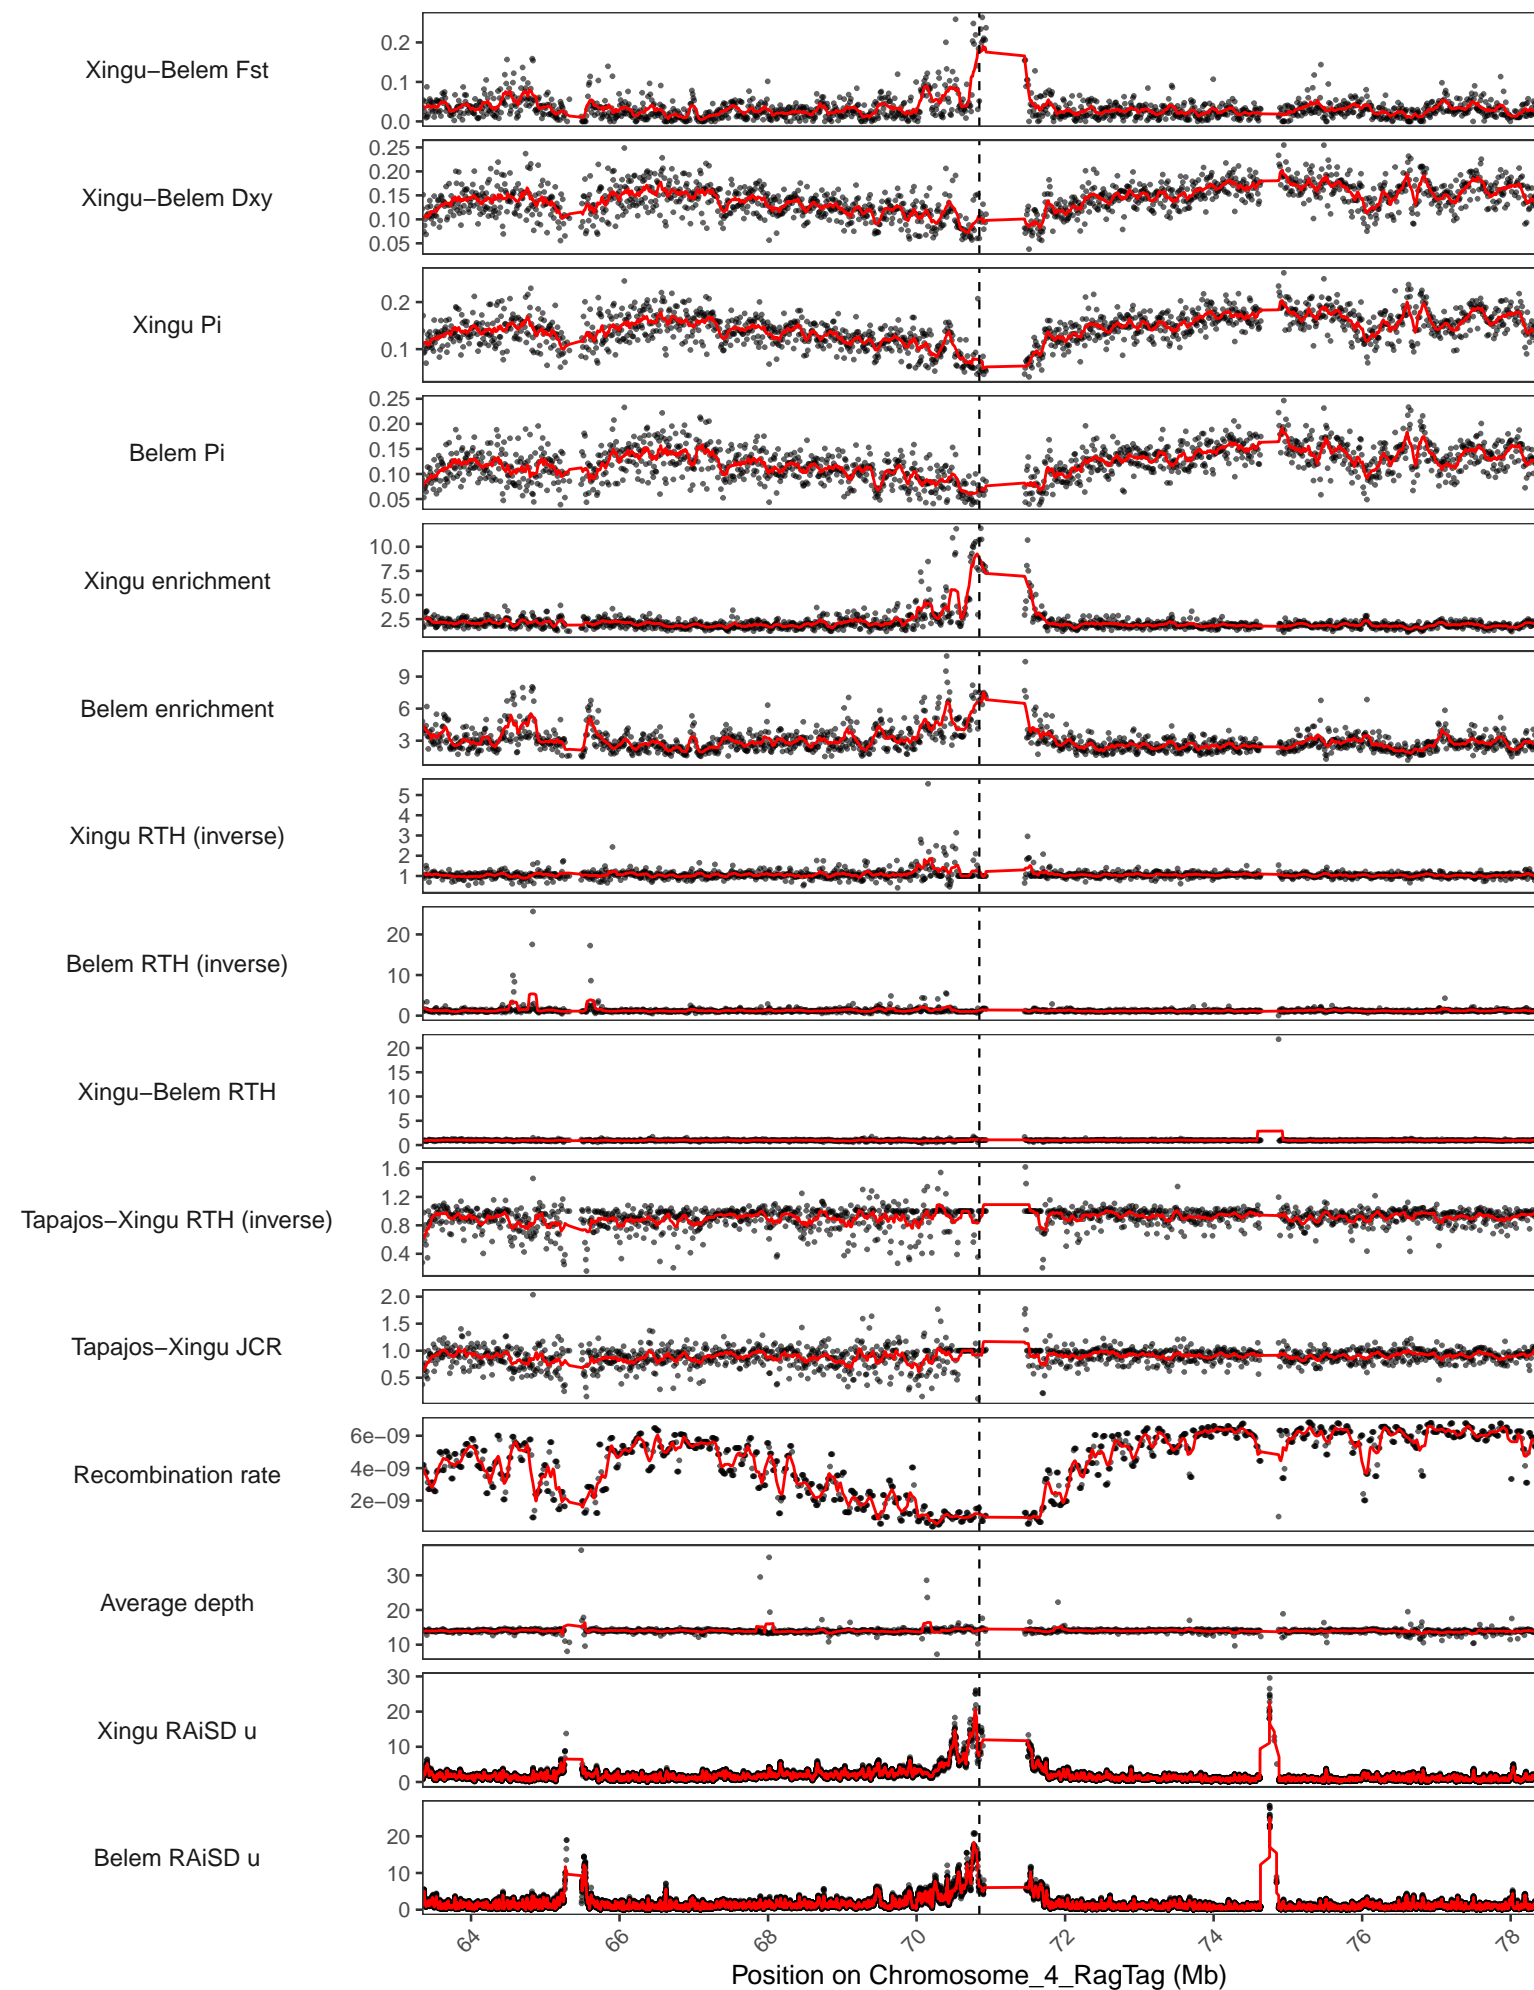 Xingu−Belem Fst
0.2
0.1
0.0
Xingu−Belem Dxy
0.25
0.20
0.15
0.10
0.05
Xingu Pi
0.2
0.1
Belem Pi
0.25
0.20
0.15
0.10
0.05
Xingu enrichment
10.0
7.5
5.0
2.5
Belem enrichment
9
6
3
Xingu RTH (inverse)
5
4
3
2
1
Belem RTH (inverse)
20
10
0
Xingu−Belem RTH
20
15
10
5
0
Tapajos−Xingu RTH (inverse)
1.6
1.2
0.8
0.4
Tapajos−Xingu JCR
2.0
1.5
1.0
0.5
Recombination rate
6e−09
4e−09
2e−09
Average depth
30
20
10
Xingu RAiSD u
30
20
10
0
Belem RAiSD u
20
10
0
64 66 68 70 72 74 76 78
Position on Chromosome_4_RagTag (Mb)